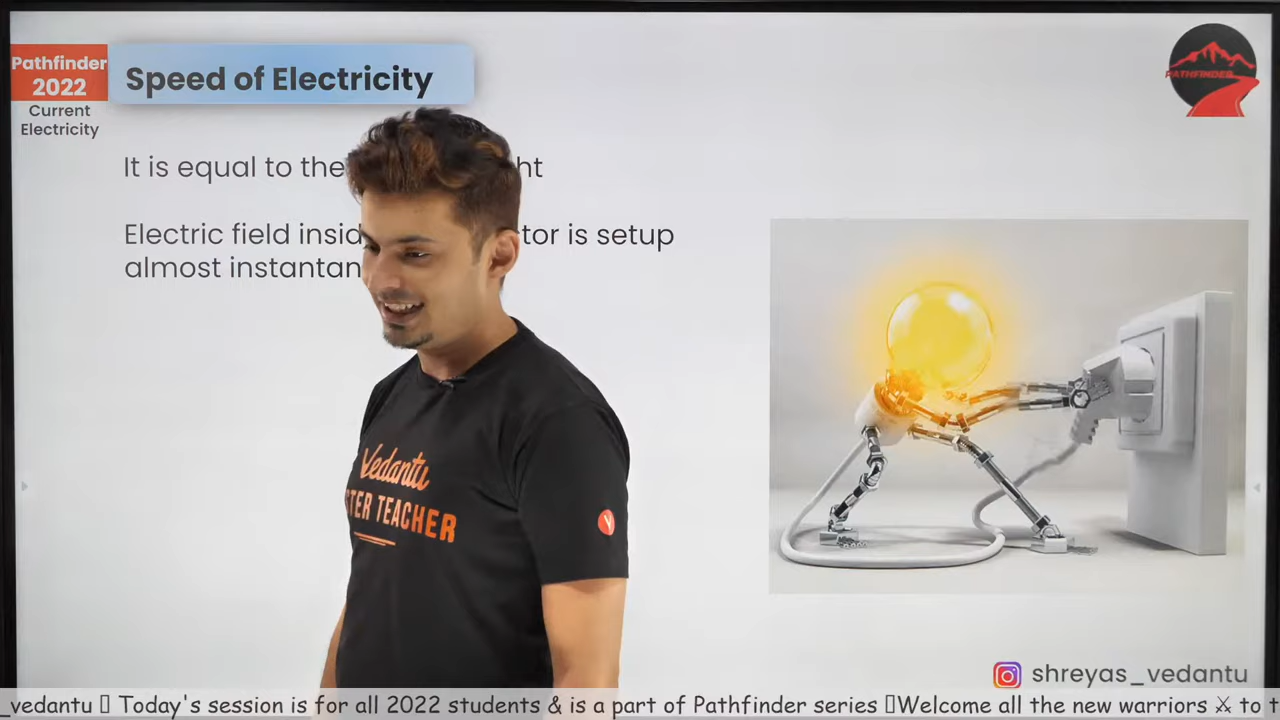 Pathfinder
2022
Current
Electricity
Speed of Electricity
PATHFINDER
It is equal to the ht
Electric field insid tor is setup
almost instantan
Vedantu
STER TEACHER
V
shreyas_vedantu
_vedantu Today's session is for all 2022 students & is a part of Pathfinder series Welcome all the new warriors ⚔ to t